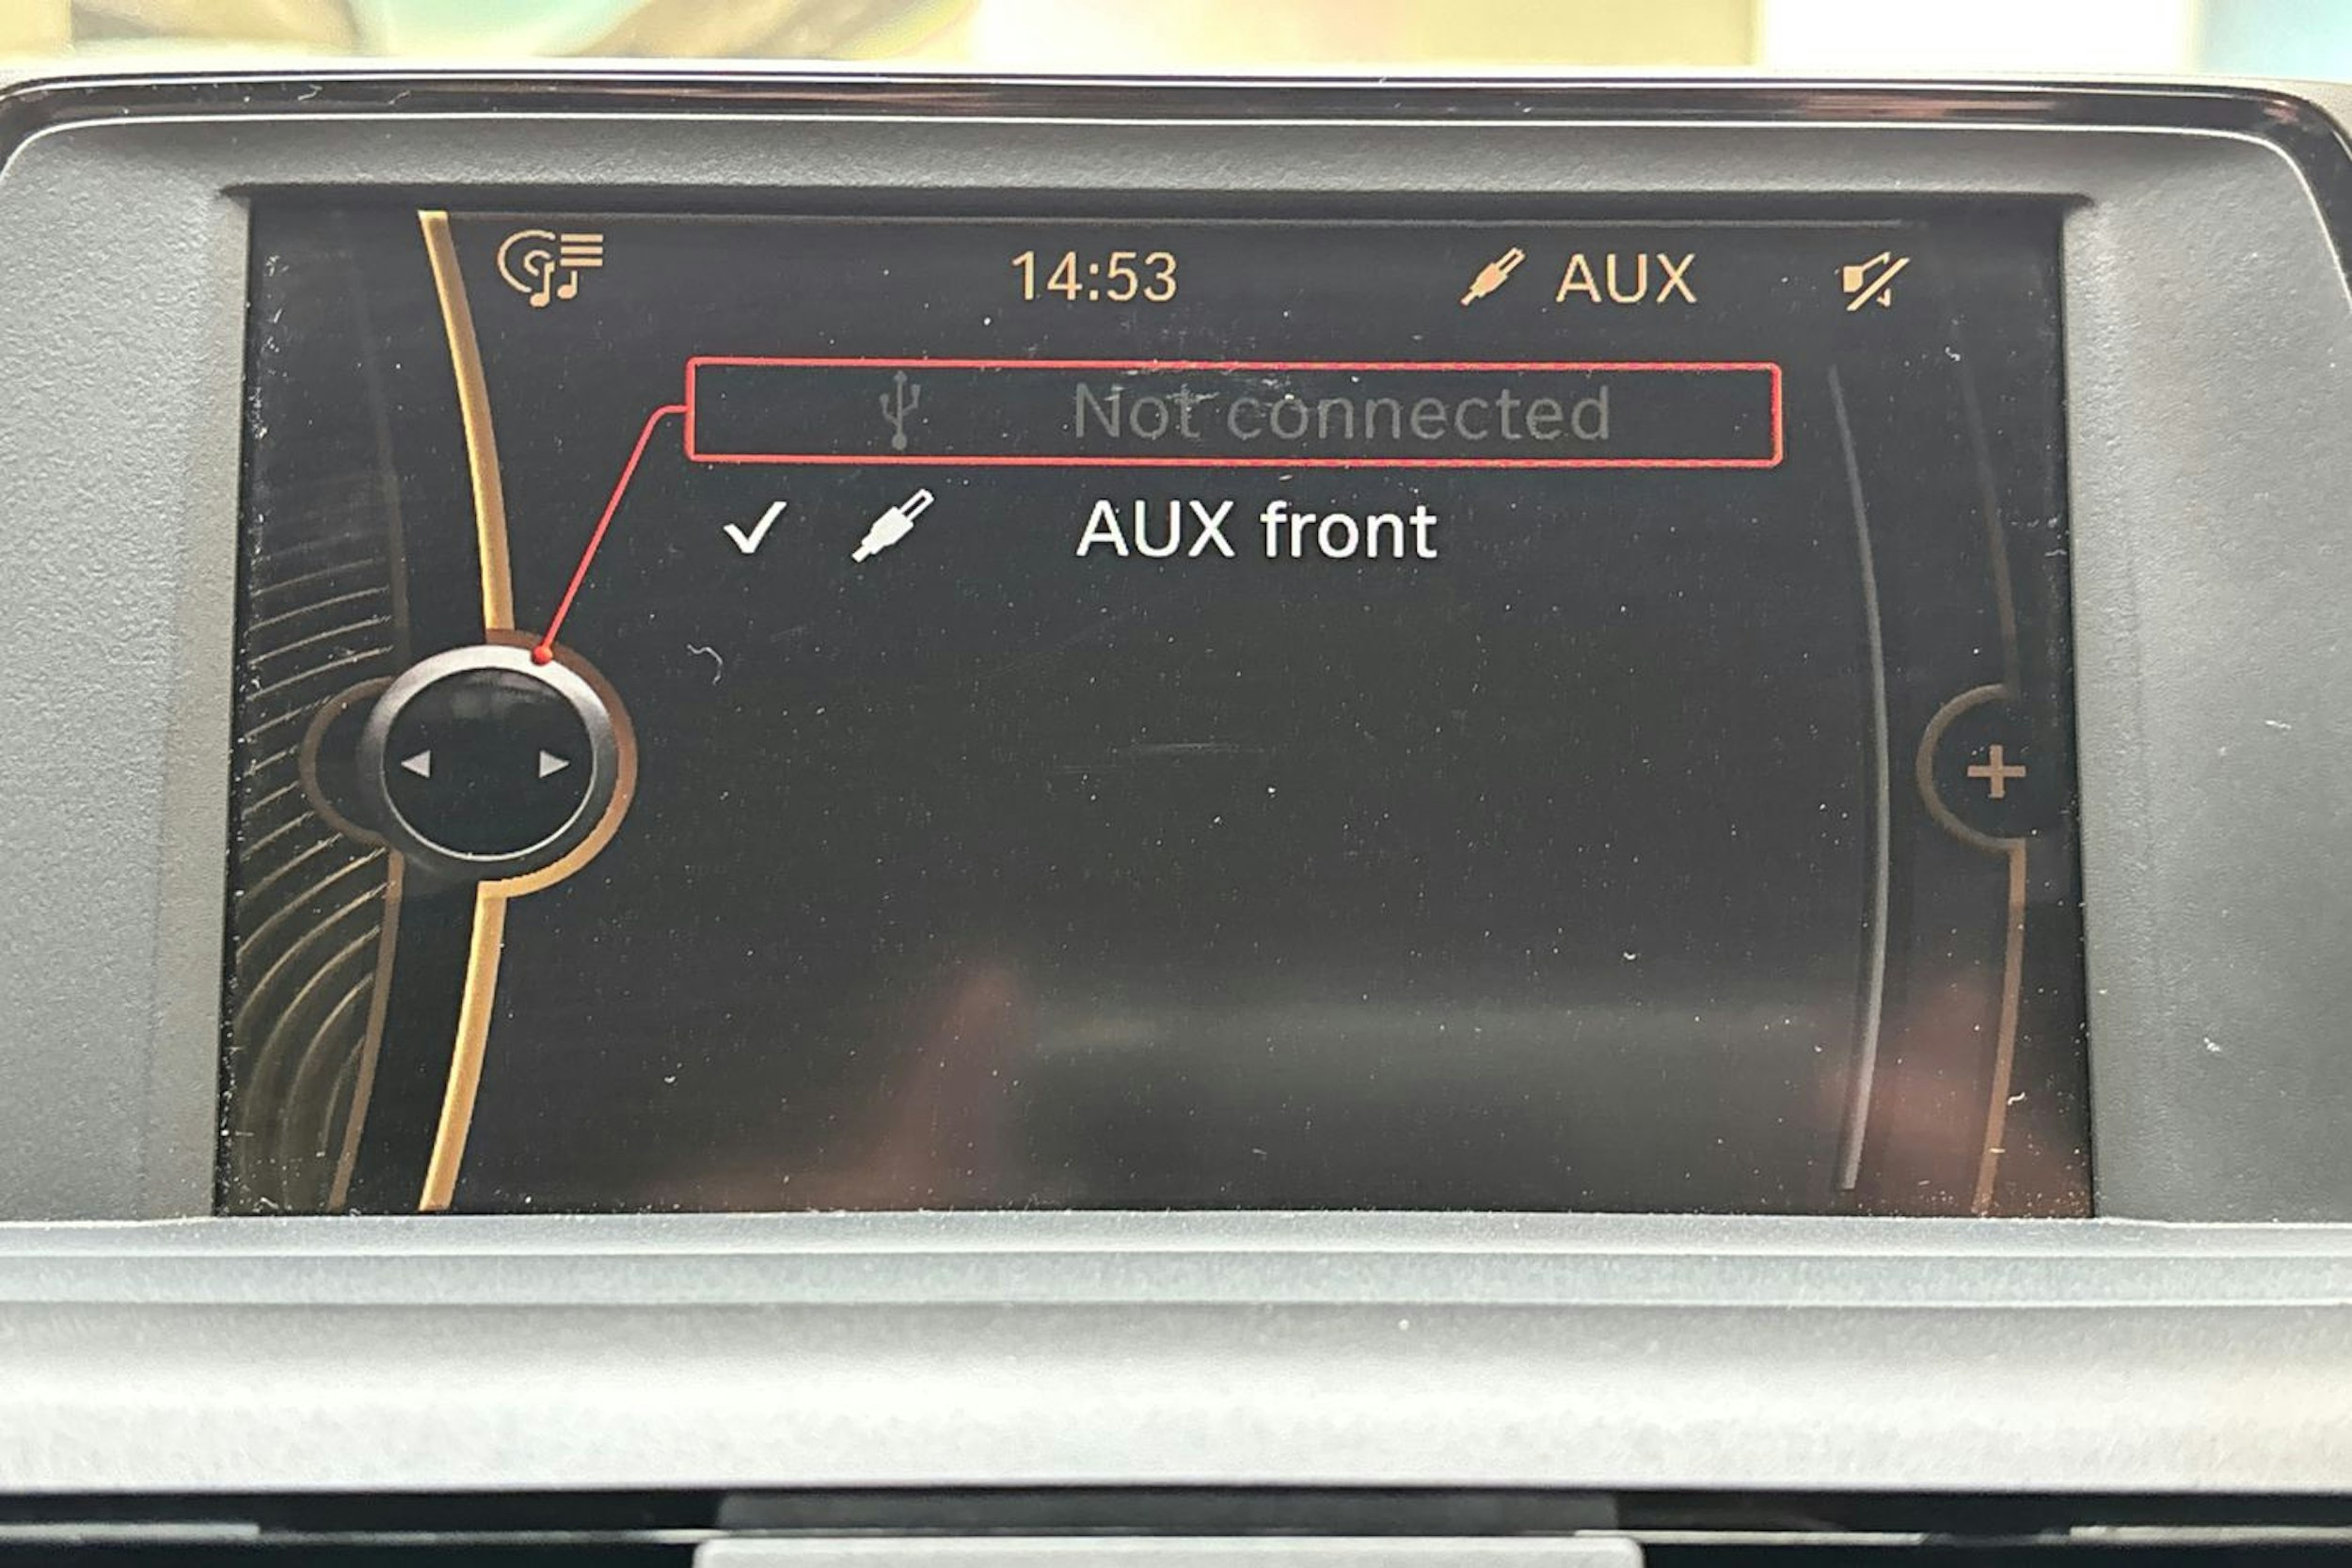 14:53 AUX
Not connected
AUX front